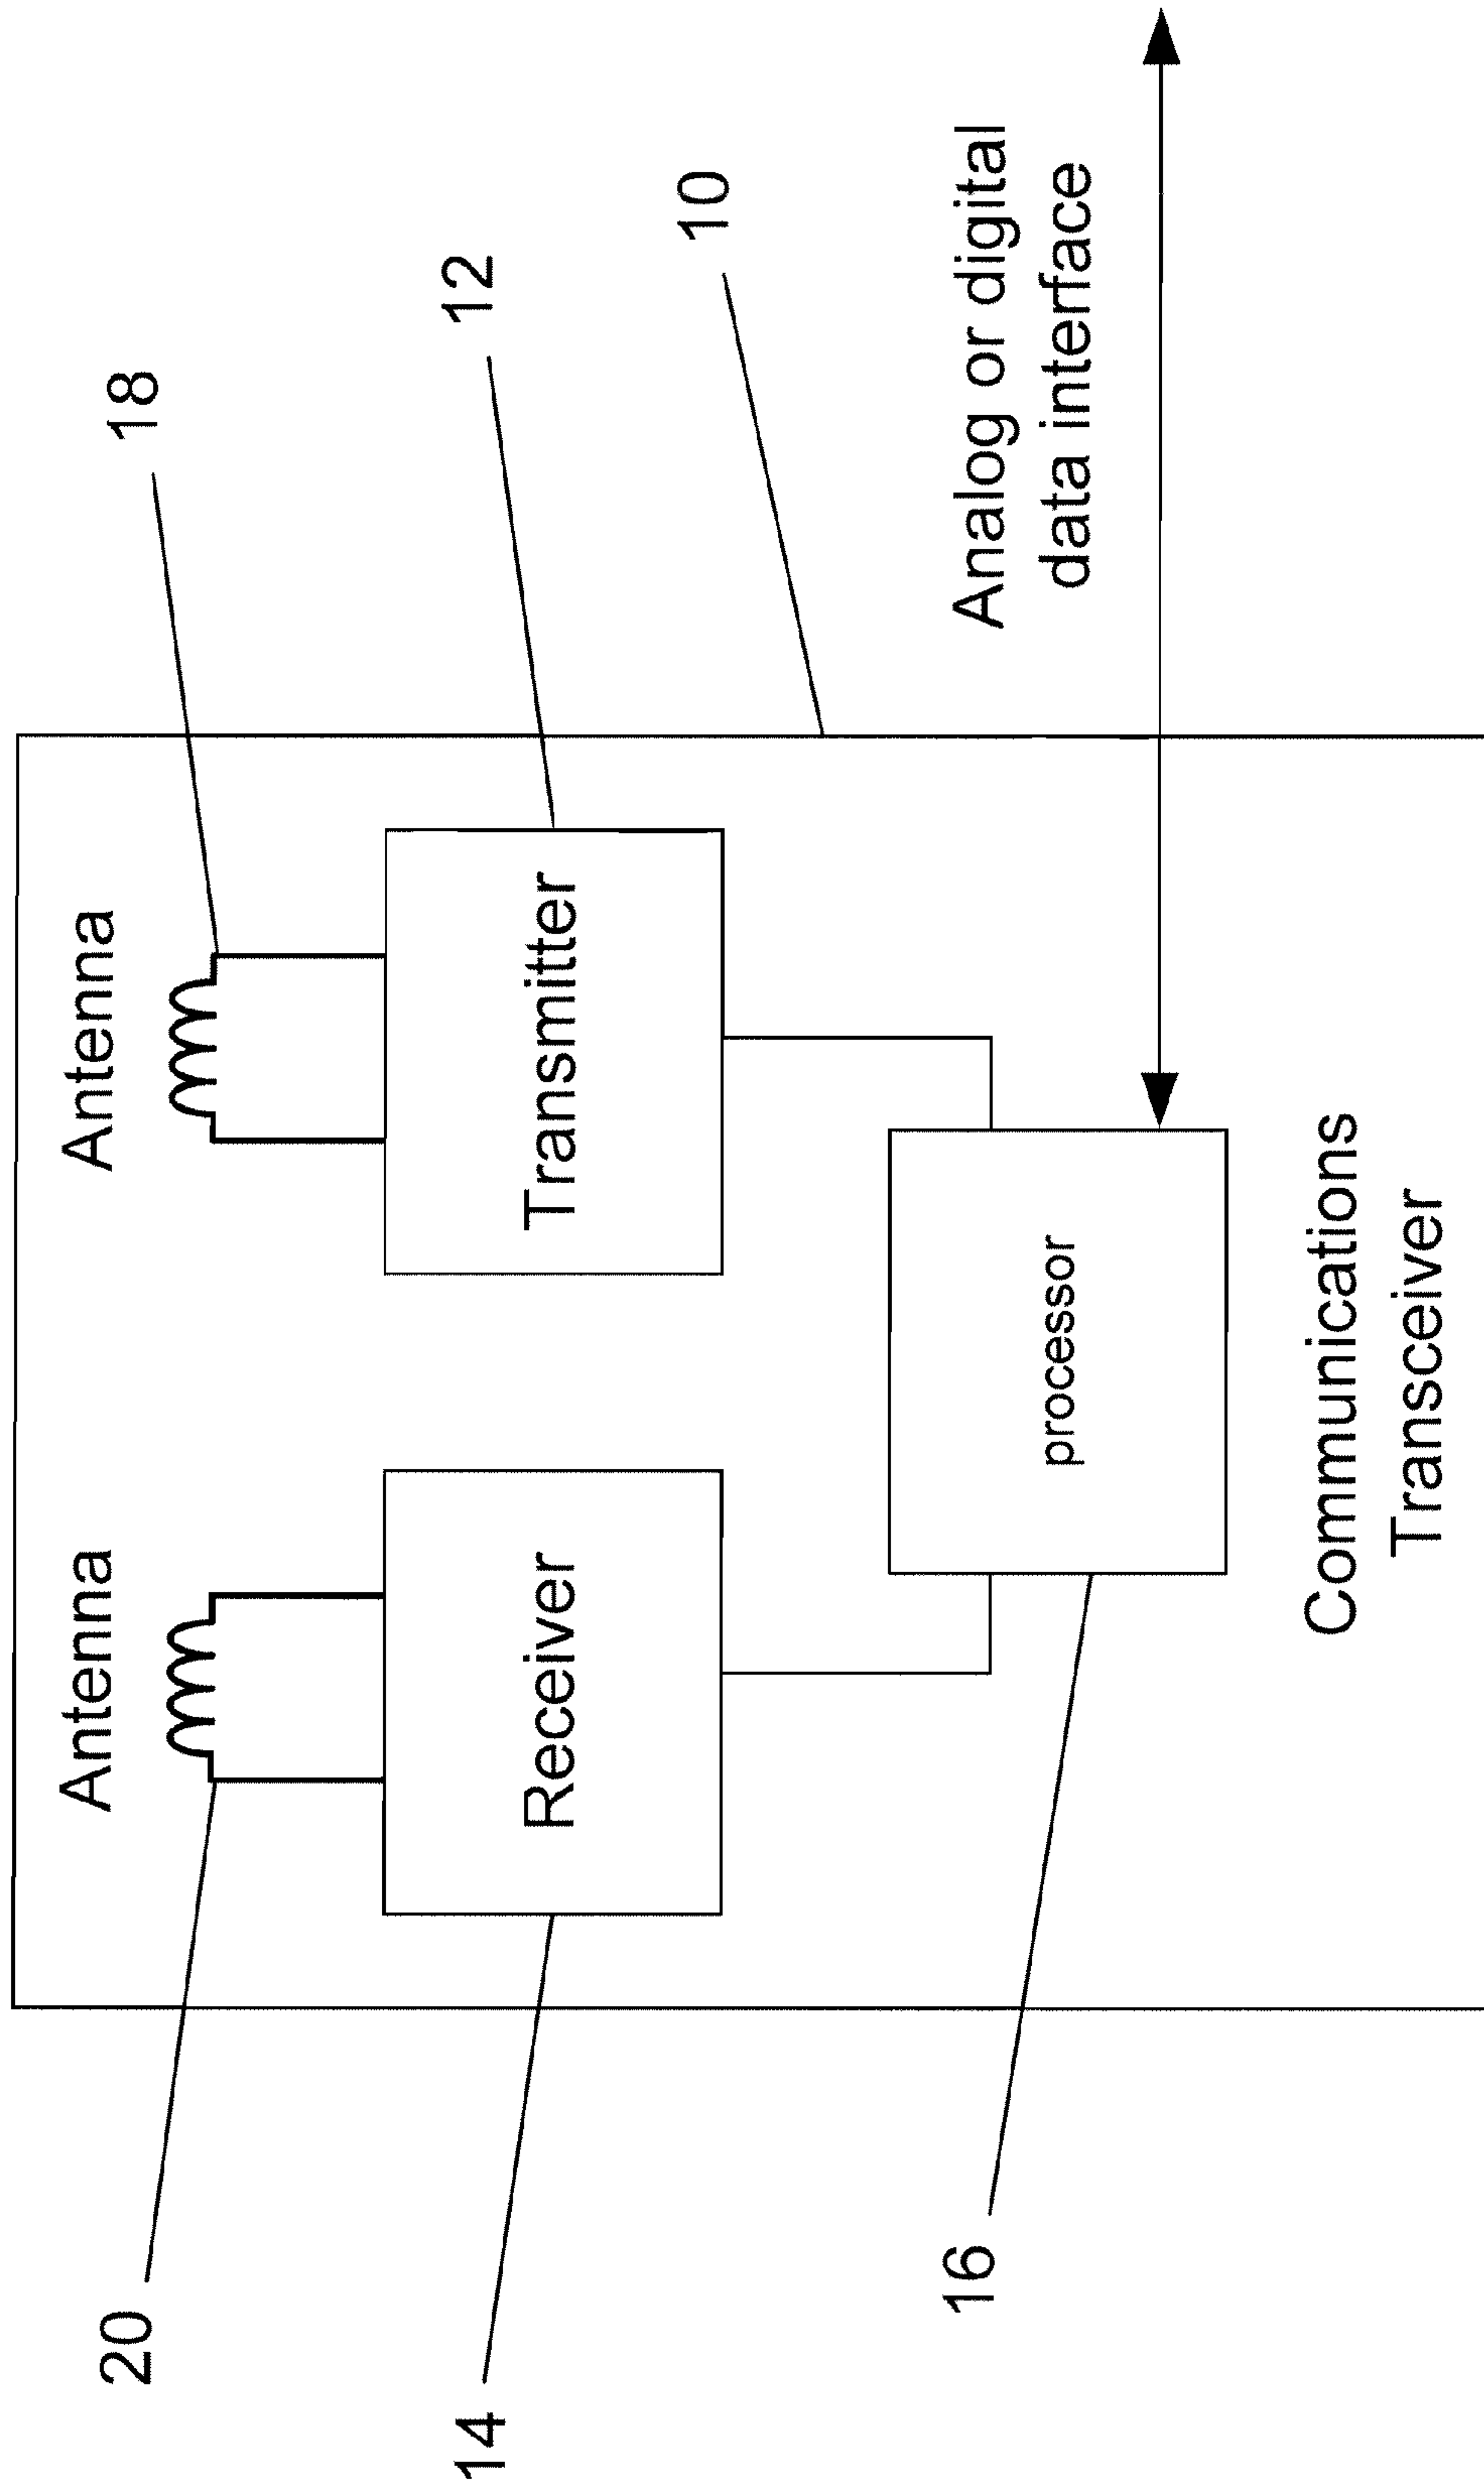 Antenna
Antenna
20
18
14
Receiver
Transmitter
12
10
16
processor
Analog or digital
data interface
Communications
Transceiver